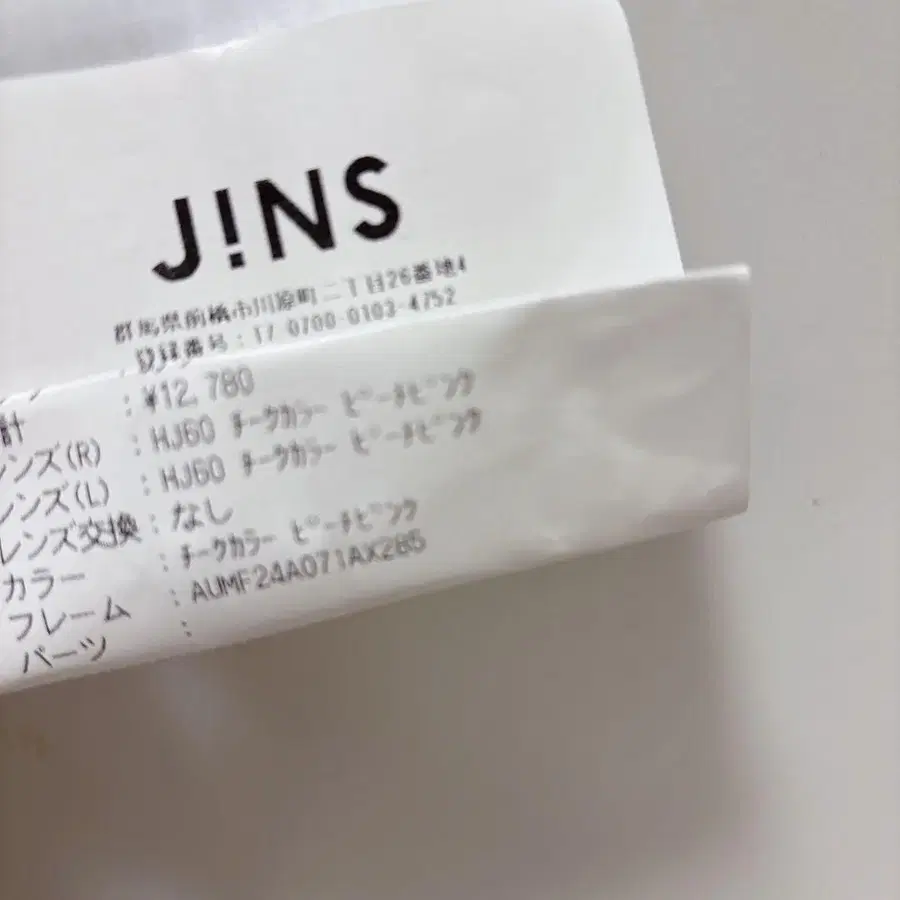 J!NS
群馬県前橋市川原町二丁目26番地4
登録番号:17 0700-0103-4752
計 :¥12,780
レンズ(R) :HJ60 チークカラー ピーチピンク
レンズ(L) :HJ60 チークカラー ピーチピンク
レンズ交換:なし
カラー :チークカラー ピーチピンク
フレーム :AUMF24A071AX2B5
パーツ :